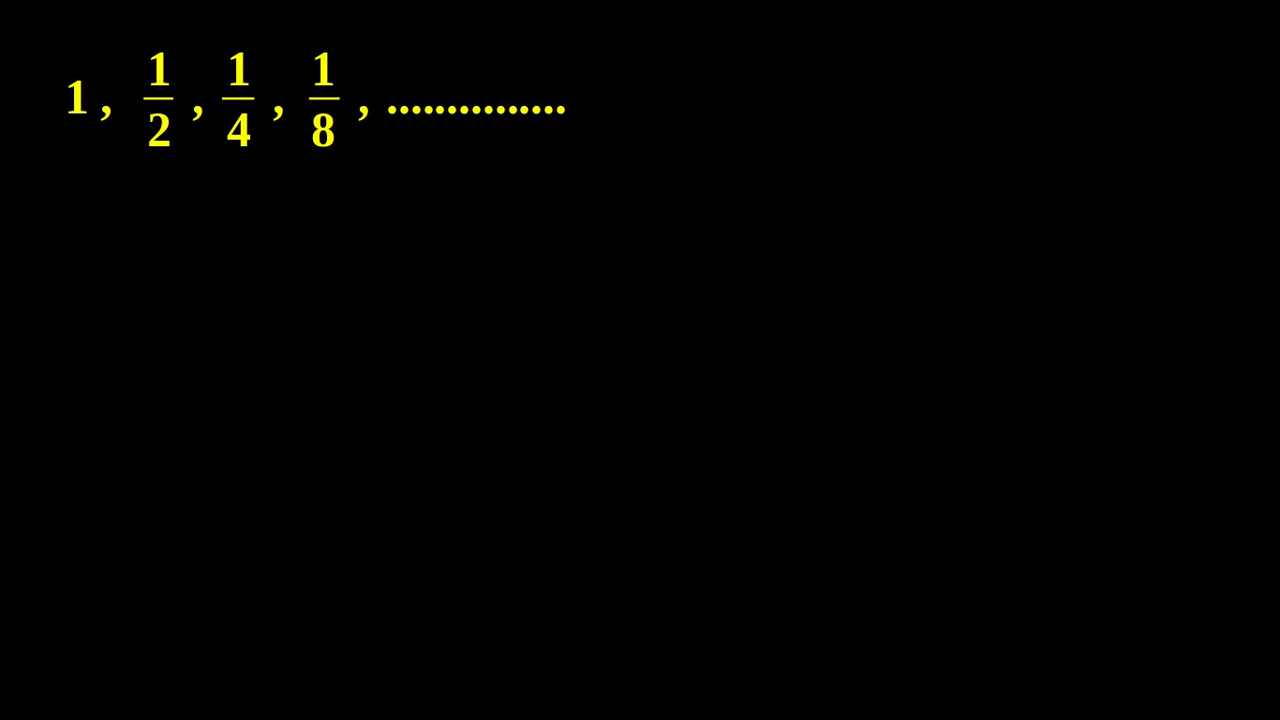 1 , 1/2 , 1/4 , 1/8 , ...............